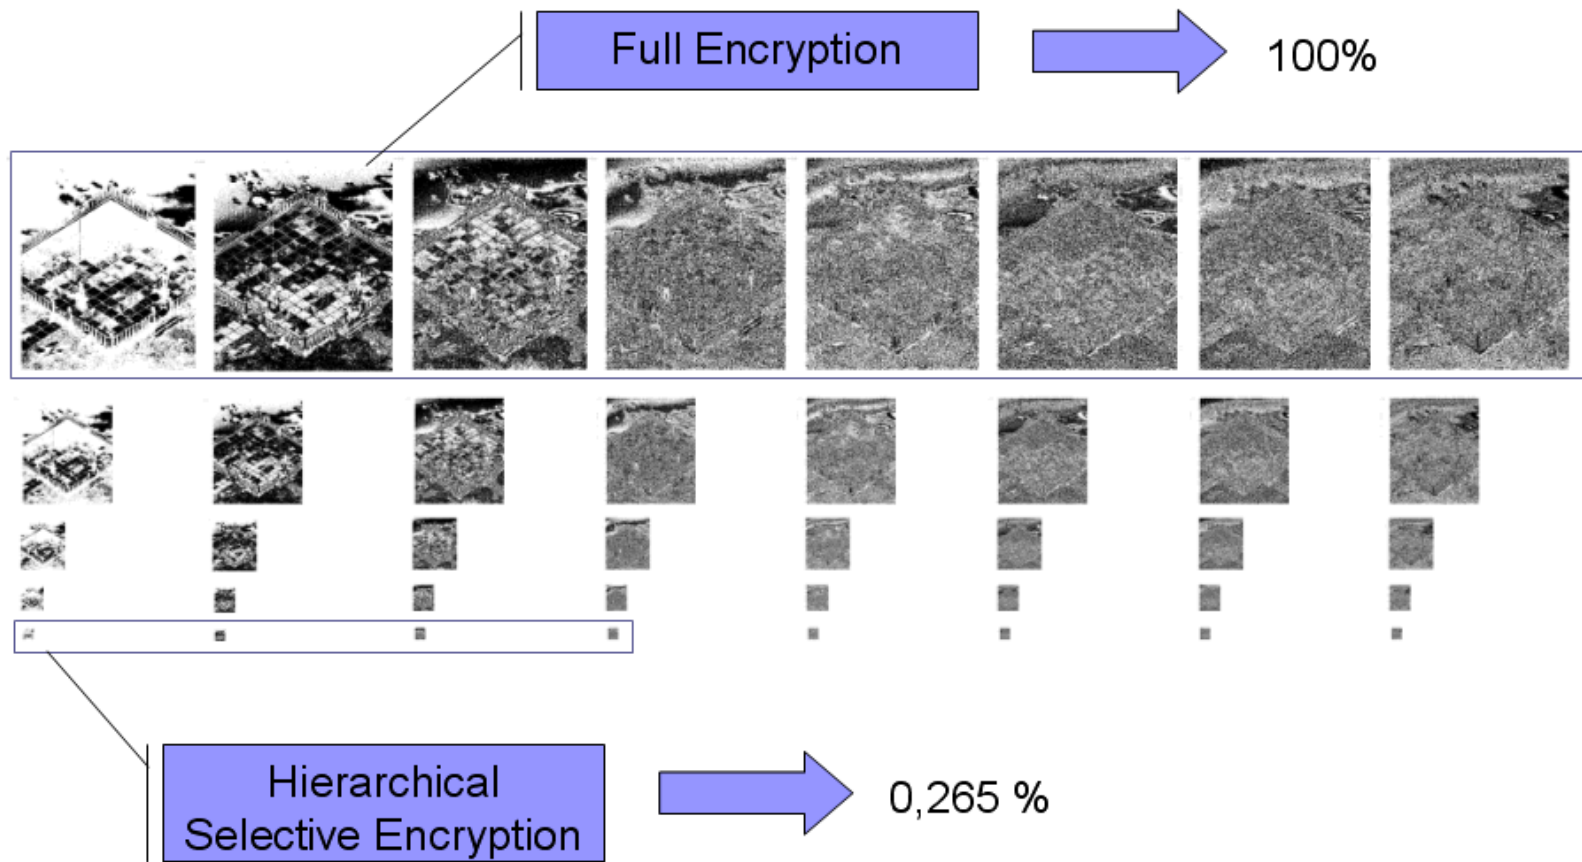 Full Encryption
100%
Hierarchical
Selective Encryption
0,265 %